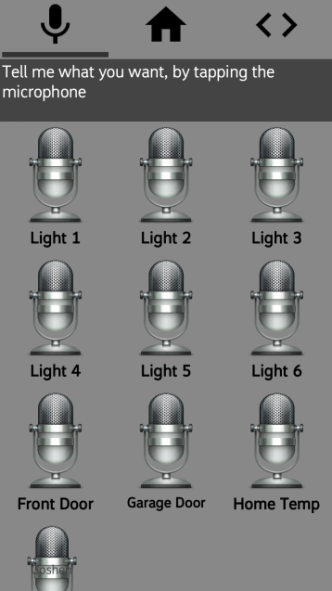 Tell me what you want, by tapping the
microphone
Light 1
Light 2
Light 3
Light 4
Light 5
Light 6
Front Door
Garage Door
Home Temp